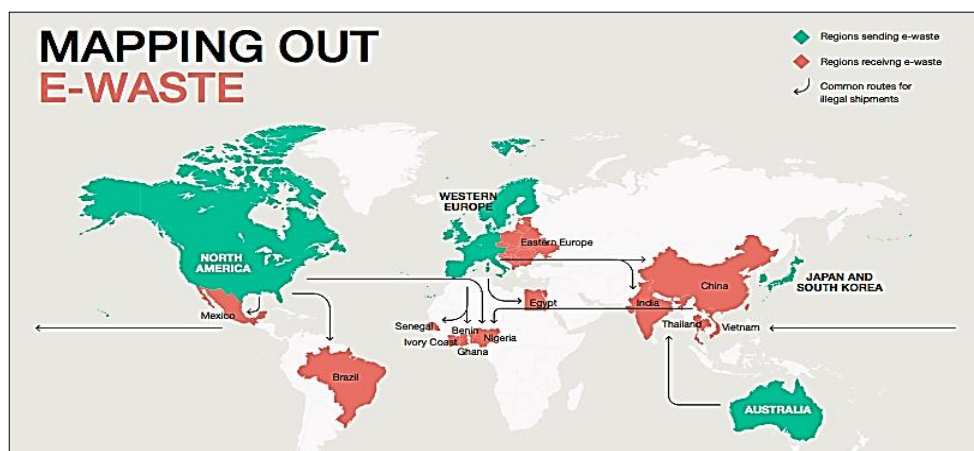 MAPPING OUT
E-WASTE
Regions sending e-waste
Regions receivng e-waste
Common routes for
illegal shipments
WESTERN
EUROPE
Eastern Europe
NORTH
AMERICA
JAPAN AND
SOUTH KOREA
China
Mexico
Egypt
India
Senegal
Benin
Nigeria
Thailand
Vietnam
Ivory Coast
Ghana
Brazil
AUSTRALIA